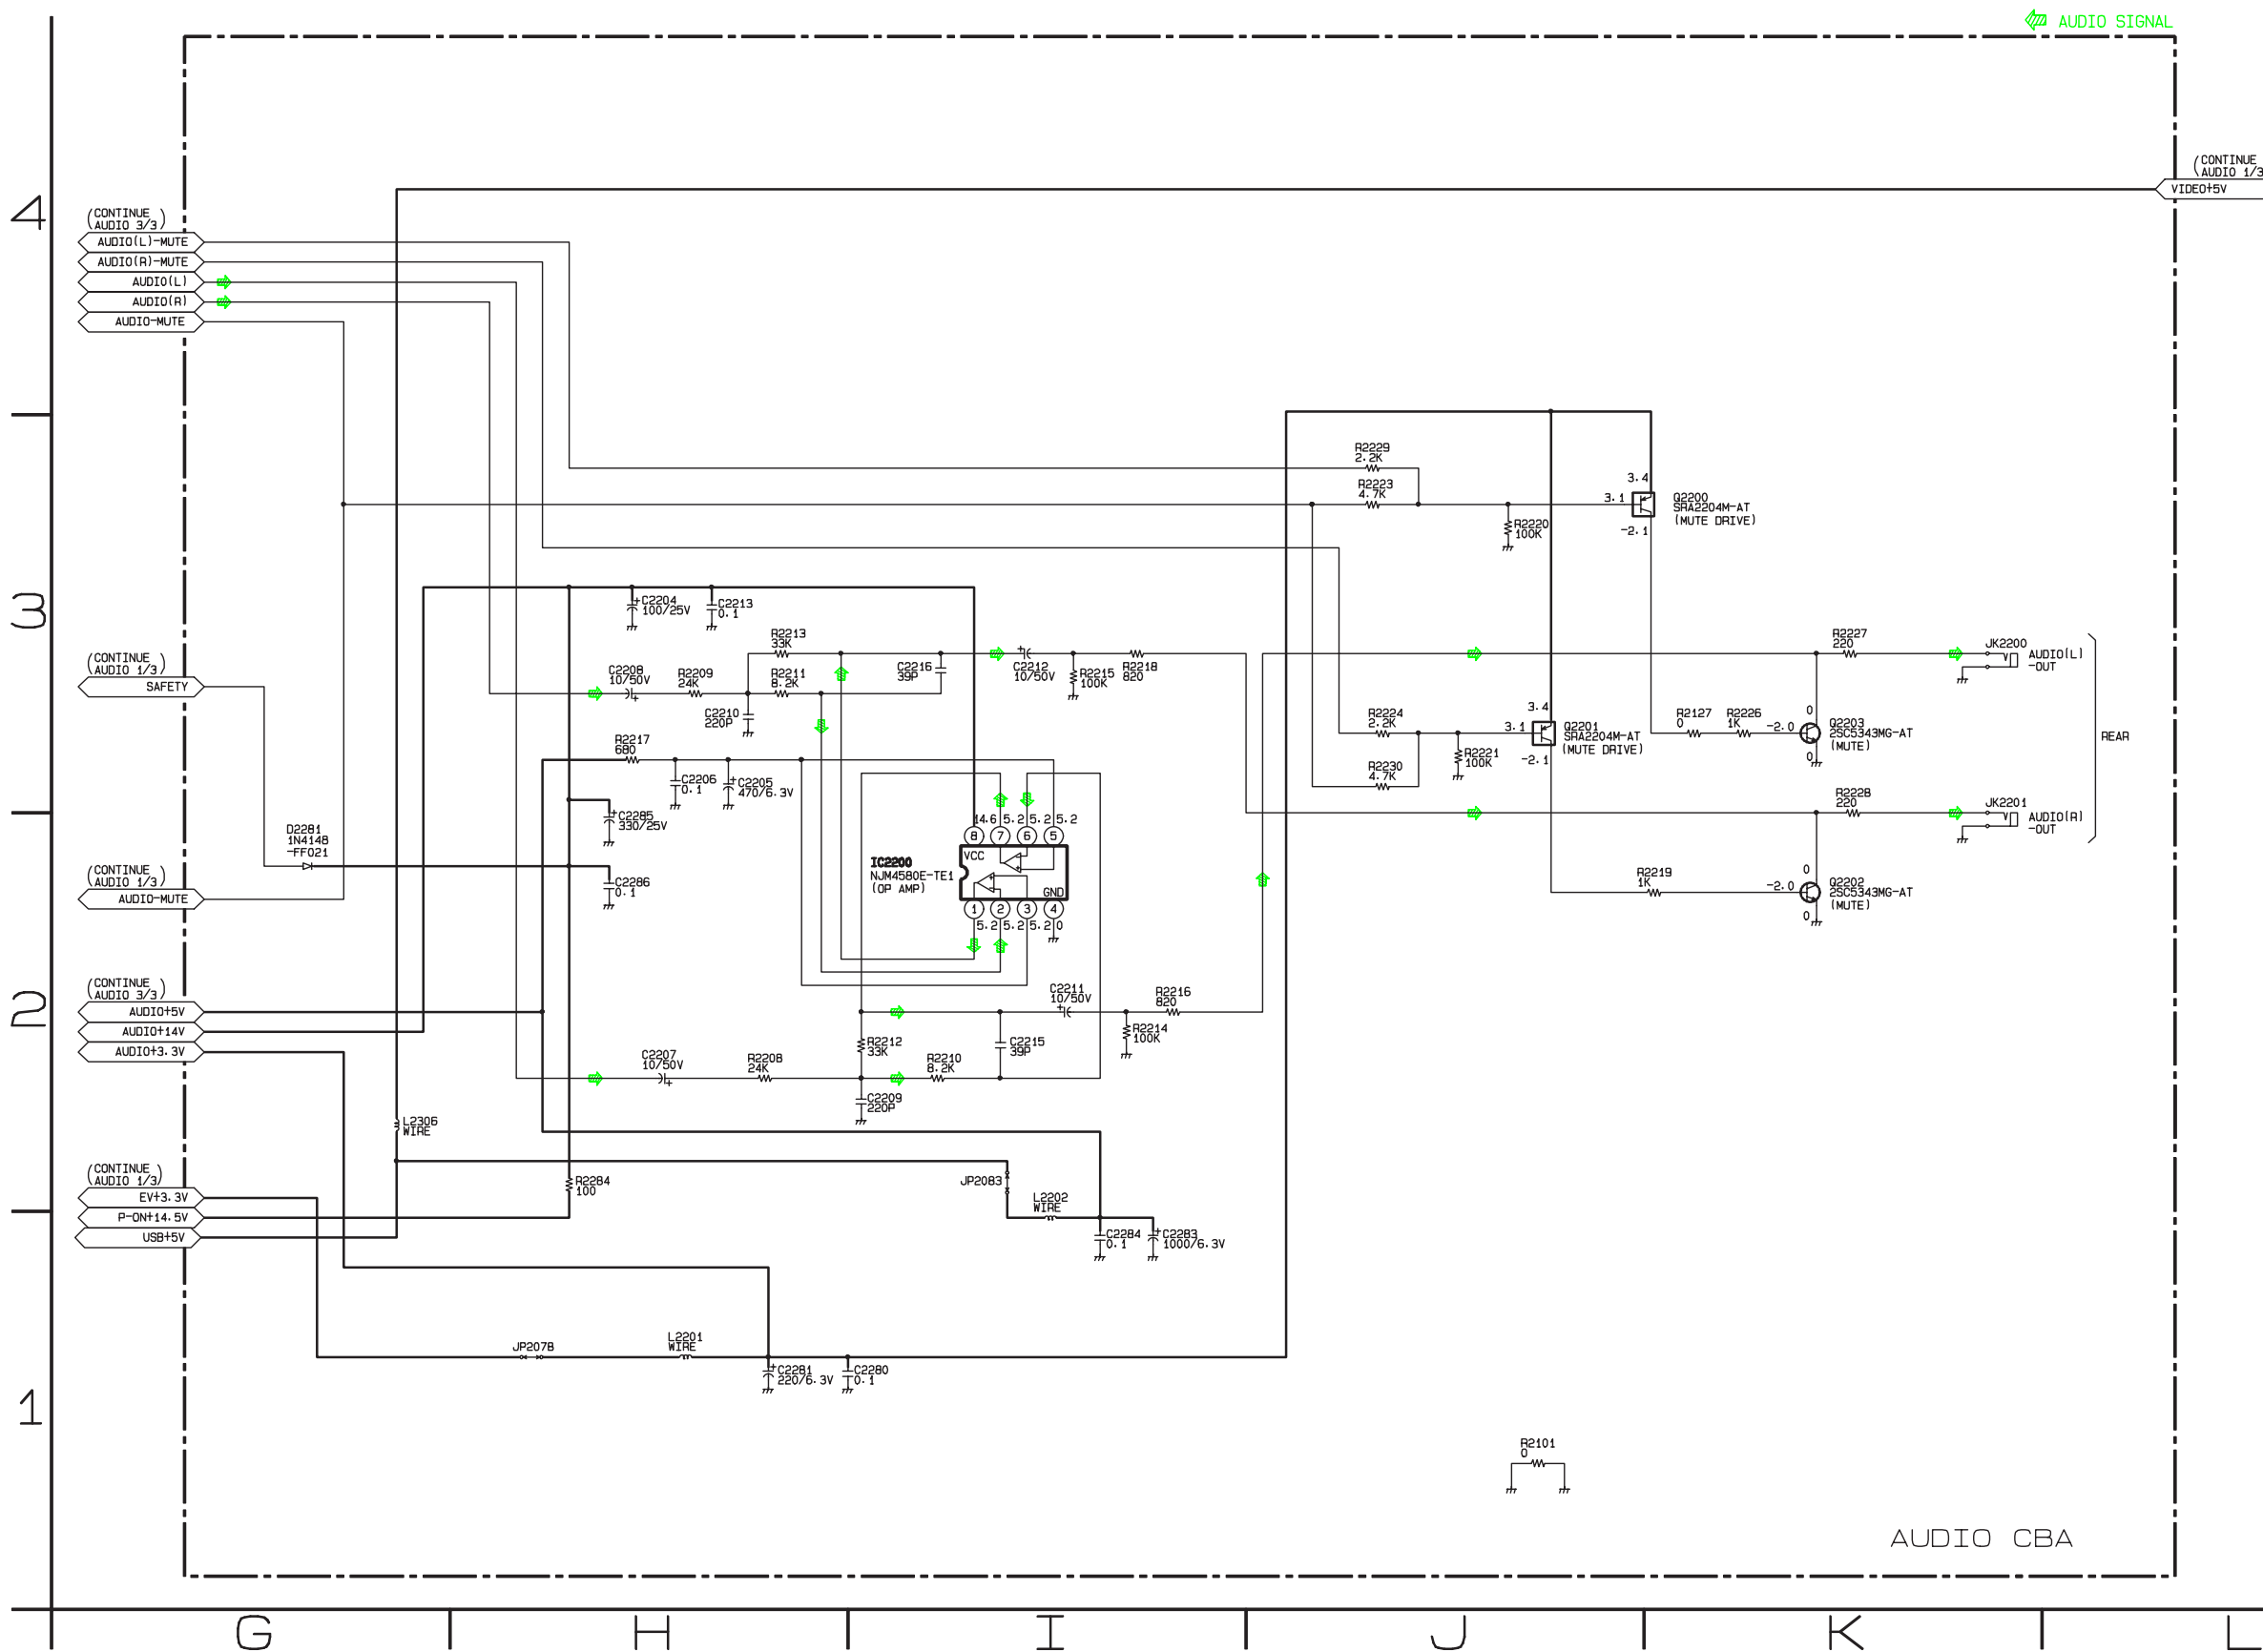 AUDIO SIGNAL
(CONTINUE
AUDIO 1/3
VIDEO+5V
4
(CONTINUE
AUDIO 3/3)
AUDIO(L)-MUTE
AUDIO(R)-MUTE
AUDIO(L)
AUDIO(R)
AUDIO-MUTE
R2229
2.2K
R2223
4.7K
3.4
3.1
-2.1
Q2200
SRA2204M-AT
(MUTE DRIVE)
R2220
100K
3
C2204
100/25V
C2213
0.1
R2213
33K
C2208
10/50V
R2209
24K
R2211
8.2K
C2216
39P
C2212
10/50V
R2215
100K
R2218
820
C2210
220P
(CONTINUE
AUDIO 1/3)
SAFETY
R2227
220
JK2200
AUDIO(L)
-OUT
R2224
2.2K
3.4
3.1
-2.1
Q2201
SRA2204M-AT
(MUTE DRIVE)
R2221
100K
R2230
4.7K
R2127
0
R2226
1K
-2.0
0
0
Q2203
2SC5343MG-AT
(MUTE)
REAR
R2217
680
C2206
0.1
C2205
470/6.3V
C2285
330/25V
R2228
220
JK2201
AUDIO(R)
-OUT
D2281
1N4148
-FF021
(CONTINUE
AUDIO 1/3)
AUDIO-MUTE
C2286
0.1
14.6 5.2 5.2 5.2
8 7 6 5
VCC
IC2200
NJM4580E-TE1
(OP AMP)
GND
1 2 3 4
5.2 5.2 5.2 0
R2219
1K
-2.0
0
0
Q2202
2SC5343MG-AT
(MUTE)
2
(CONTINUE
AUDIO 3/3)
AUDIO+5V
AUDIO+14V
AUDIO+3.3V
C2211
10/50V
R2216
820
R2214
100K
R2212
33K
C2215
39P
C2207
10/50V
R2208
24K
R2210
8.2K
C2209
220P
L2306
WIRE
(CONTINUE
AUDIO 1/3)
EV+3.3V
P-ON+14.5V
USB+5V
R2284
100
JP2083
L2202
WIRE
C2284
0.1
C2283
1000/6.3V
1
JP2078
L2201
WIRE
C2281
220/6.3V
C2280
0.1
R2101
0
AUDIO CBA
G H I J K L